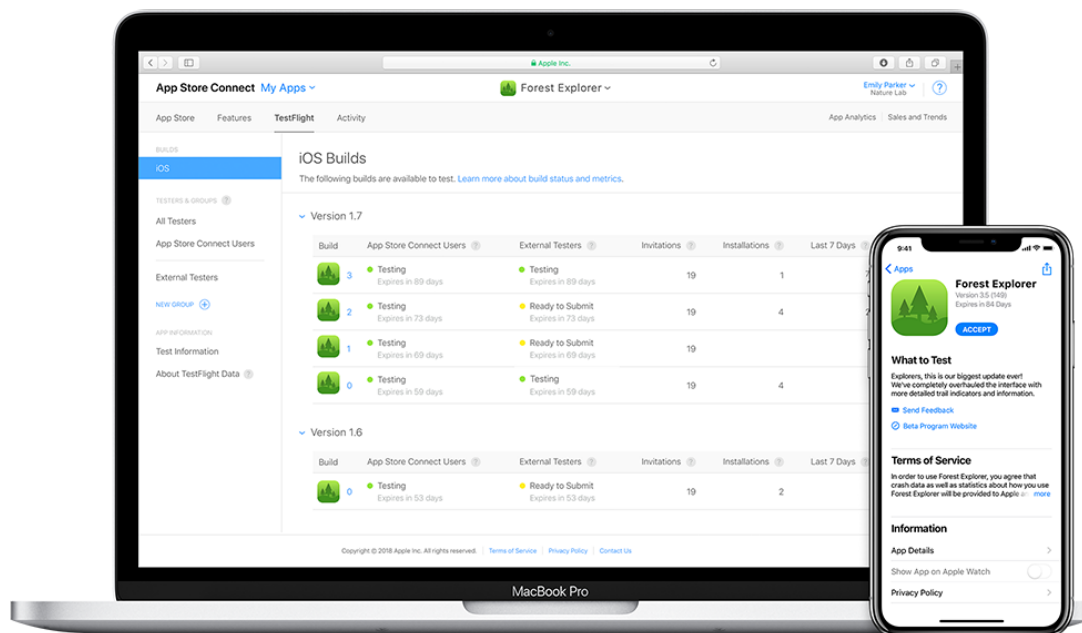 Apple Inc.
App Store Connect My Apps
Forest Explorer
Emily Parker
Nature Lab
?
App Store Features TestFlight Activity
App Analytics Sales and Trends
BUILDS
iOS
TESTERS & GROUPS ?
All Testers
App Store Connect Users
External Testers
NEW GROUP
APP INFORMATION
Test Information
About TestFlight Data ?
iOS Builds
The following builds are available to test. Learn more about build status and metrics.
Version 1.7
Build App Store Connect Users ? External Testers ? Invitations ? Installations ? Last 7 Days ?
3 Testing Testing 19 1 7
Expires in 89 days Expires in 89 days
2 Testing Ready to Submit 19 4 2
Expires in 73 days Expires in 73 days
1 Testing Ready to Submit 19
Expires in 69 days Expires in 69 days
0 Testing Testing 19 4
Expires in 59 days Expires in 59 days
Version 1.6
Build App Store Connect Users ? External Testers ? Invitations ? Installations ? Last 7 Days ?
0 Testing Ready to Submit 19 2
Expires in 53 days Expires in 53 days
Copyright © 2018 Apple Inc. All rights reserved. Terms of Service Privacy Policy Contact Us
MacBook Pro
9:41
Apps
Forest Explorer
Version 3.5 (149)
Expires in 84 Days
ACCEPT
What to Test
Explorers, this is our biggest update ever!
We've completely overhauled the interface with
more detailed trail indicators and information.
Send Feedback
Beta Program Website
Terms of Service
In order to use Forest Explorer, you agree that
crash data as well as statistics about how you use
Forest Explorer will be provided to Apple more
Information
App Details
Show App on Apple Watch
Privacy Policy